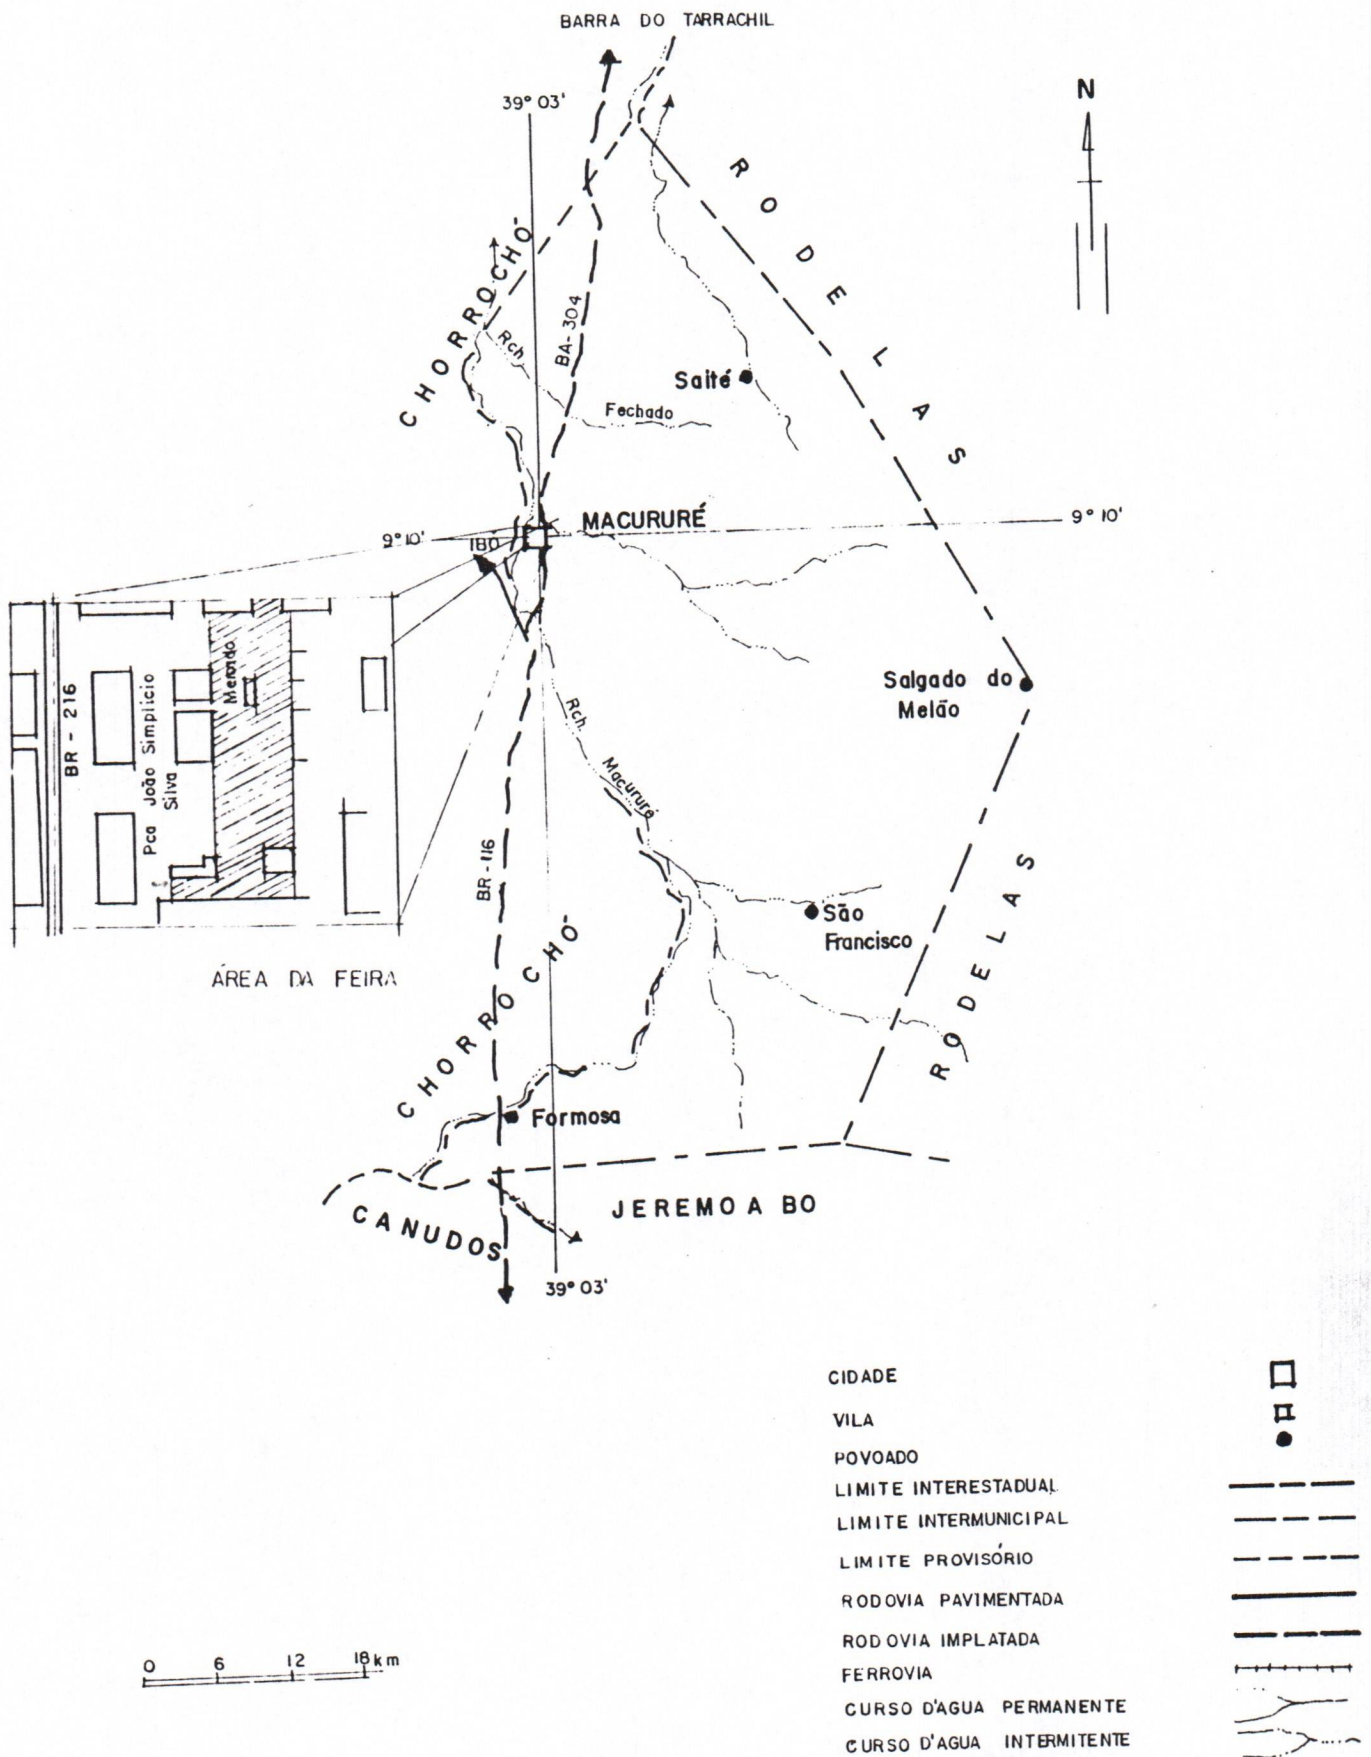 BARRA DO TARRACHIL
39° 03'
N
RODELAS
CHORROCHÓ
BA-304
Rch.
Fechado
Saité
MACURURÉ
9° 10'
9° 10'
IBÓ
BR - 216
Pca João Simplício
Silva
Mercado
ÁREA DA FEIRA
Salgado do
Melão
Rch.
Macururé
BR-116
São
Francisco
RODELAS
CHORROCHÓ
Formosa
JEREMOABO
CANUDOS
39° 03'
CIDADE
VILA
POVOADO
LIMITE INTERESTADUAL
LIMITE INTERMUNICIPAL
LIMITE PROVISÓRIO
RODOVIA PAVIMENTADA
RODOVIA IMPLATADA
FERROVIA
CURSO D'AGUA PERMANENTE
CURSO D'AGUA INTERMITENTE
0 6 12 18 km